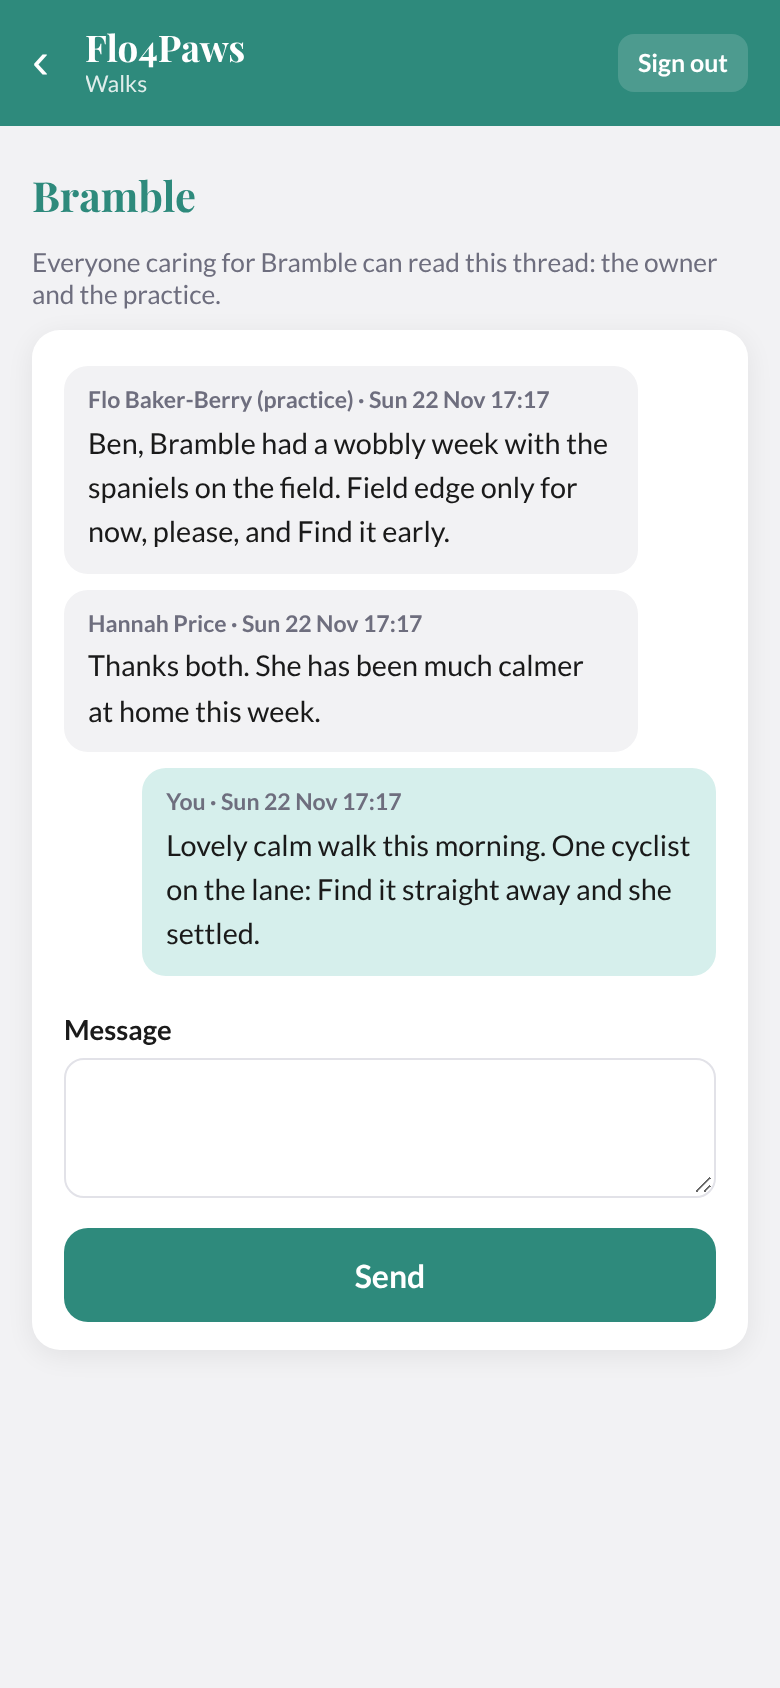 ‹
Flo4Paws
Walks
Sign out
Bramble
Everyone caring for Bramble can read this thread: the owner
and the practice.
Flo Baker-Berry (practice) · Sun 22 Nov 17:17
Ben, Bramble had a wobbly week with the
spaniels on the field. Field edge only for
now, please, and Find it early.
Hannah Price · Sun 22 Nov 17:17
Thanks both. She has been much calmer
at home this week.
You · Sun 22 Nov 17:17
Lovely calm walk this morning. One cyclist
on the lane: Find it straight away and she
settled.
Message
Send